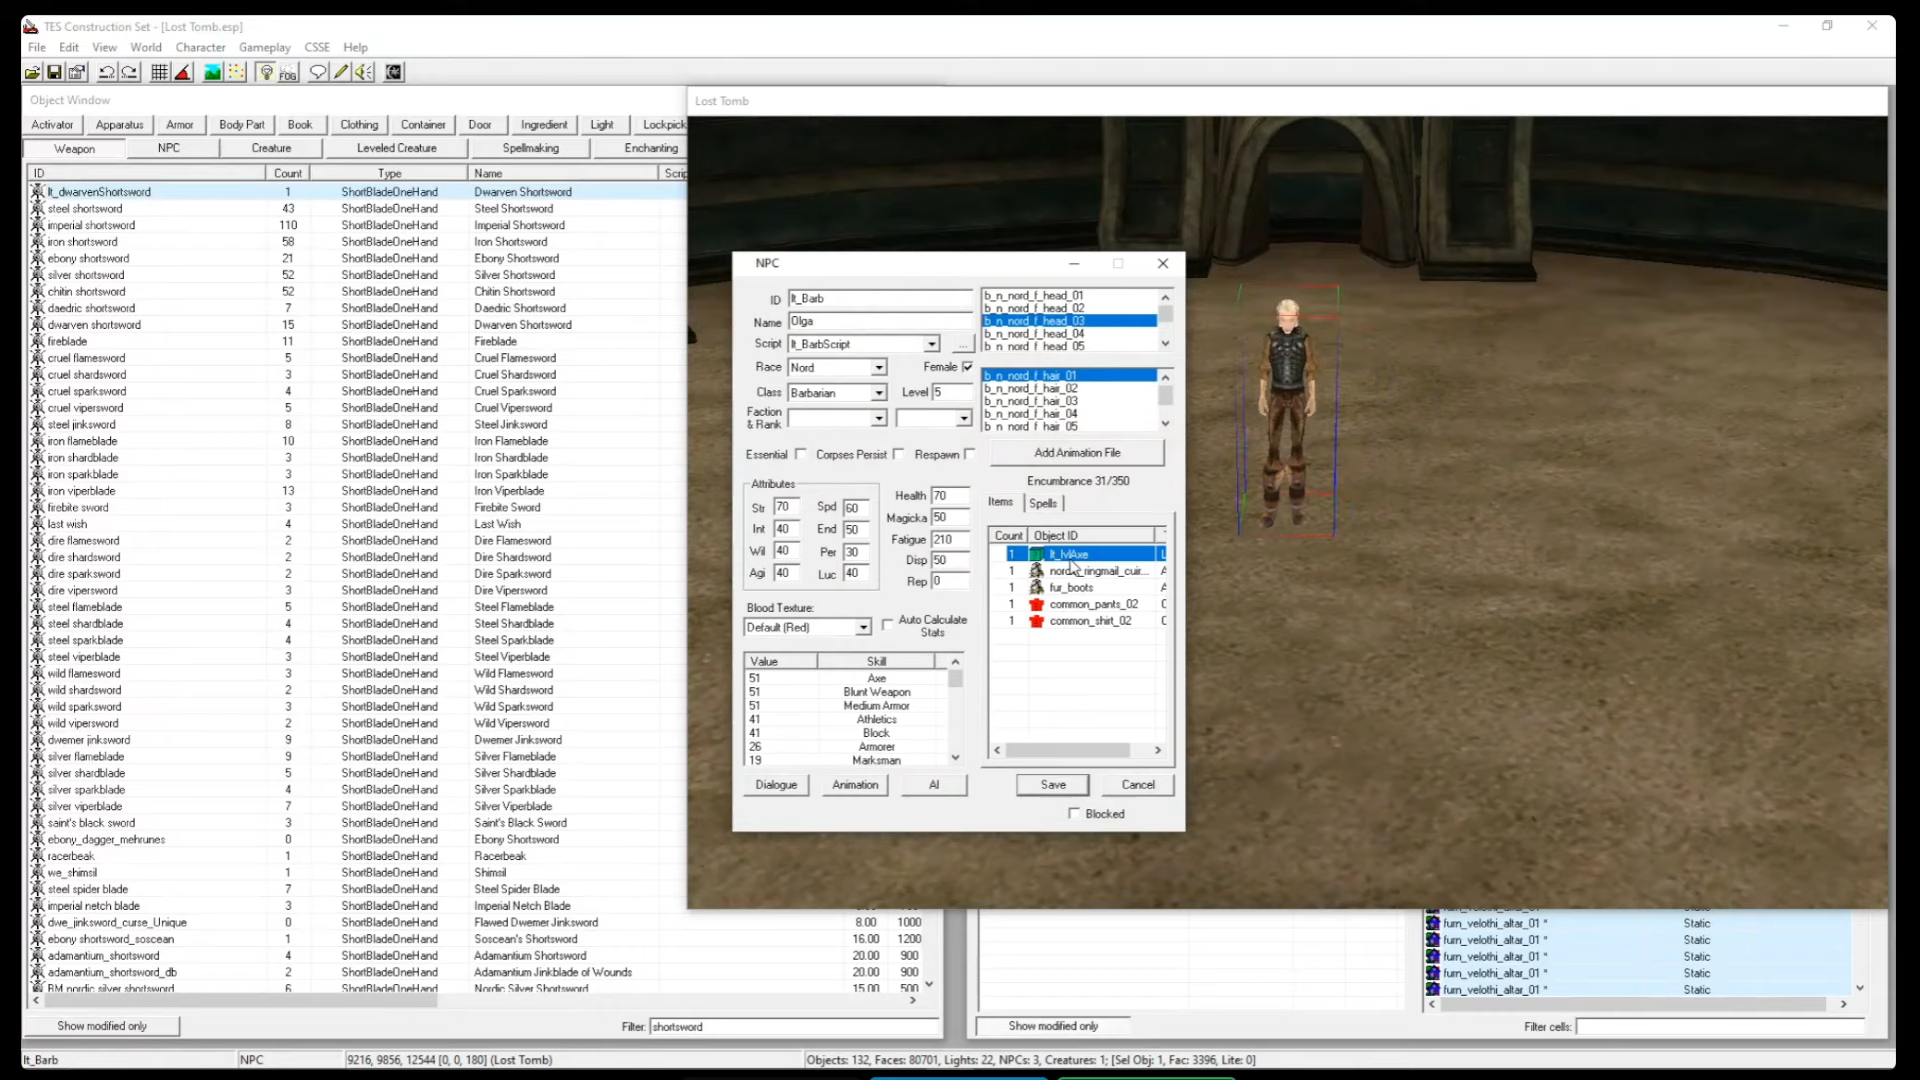 TES Construction Set - [Lost Tomb.esp]
File Edit View World Character Gameplay CSSE Help
FOG
Object Window
Activator Apparatus Armor Body Part Book Clothing Container Door Ingredient Light Lockpick
Weapon NPC Creature Leveled Creature Spellmaking Enchanting
ID Count Type Name Scrip
lt_dwarvenShortsword 1 ShortBladeOneHand Dwarven Shortsword
steel shortsword 43 ShortBladeOneHand Steel Shortsword
imperial shortsword 110 ShortBladeOneHand Imperial Shortsword
iron shortsword 58 ShortBladeOneHand Iron Shortsword
ebony shortsword 21 ShortBladeOneHand Ebony Shortsword
silver shortsword 52 ShortBladeOneHand Silver Shortsword
chitin shortsword 52 ShortBladeOneHand Chitin Shortsword
daedric shortsword 7 ShortBladeOneHand Daedric Shortsword
dwarven shortsword 15 ShortBladeOneHand Dwarven Shortsword
fireblade 11 ShortBladeOneHand Fireblade
cruel flamesword 5 ShortBladeOneHand Cruel Flamesword
cruel shardsword 3 ShortBladeOneHand Cruel Shardsword
cruel sparksword 4 ShortBladeOneHand Cruel Sparksword
cruel vipersword 5 ShortBladeOneHand Cruel Vipersword
steel jinksword 8 ShortBladeOneHand Steel Jinksword
iron flameblade 10 ShortBladeOneHand Iron Flameblade
iron shardblade 3 ShortBladeOneHand Iron Shardblade
iron sparkblade 3 ShortBladeOneHand Iron Sparkblade
iron viperblade 13 ShortBladeOneHand Iron Viperblade
firebite sword 3 ShortBladeOneHand Firebite Sword
last wish 4 ShortBladeOneHand Last Wish
dire flamesword 2 ShortBladeOneHand Dire Flamesword
dire shardsword 2 ShortBladeOneHand Dire Shardsword
dire sparksword 2 ShortBladeOneHand Dire Sparksword
dire vipersword 3 ShortBladeOneHand Dire Vipersword
steel flameblade 5 ShortBladeOneHand Steel Flameblade
steel shardblade 4 ShortBladeOneHand Steel Shardblade
steel sparkblade 4 ShortBladeOneHand Steel Sparkblade
steel viperblade 3 ShortBladeOneHand Steel Viperblade
wild flamesword 3 ShortBladeOneHand Wild Flamesword
wild shardsword 2 ShortBladeOneHand Wild Shardsword
wild sparksword 3 ShortBladeOneHand Wild Sparksword
wild vipersword 2 ShortBladeOneHand Wild Vipersword
dwemer jinksword 9 ShortBladeOneHand Dwemer Jinksword
silver flameblade 9 ShortBladeOneHand Silver Flameblade
silver shardblade 5 ShortBladeOneHand Silver Shardblade
silver sparkblade 4 ShortBladeOneHand Silver Sparkblade
silver viperblade 7 ShortBladeOneHand Silver Viperblade
saint's black sword 3 ShortBladeOneHand Saint's Black Sword
ebony_dagger_mehrunes 0 ShortBladeOneHand Ebony Shortsword
racerbeak 1 ShortBladeOneHand Racerbeak
we_shimsil 1 ShortBladeOneHand Shimsil
steel spider blade 7 ShortBladeOneHand Steel Spider Blade
imperial netch blade 3 ShortBladeOneHand Imperial Netch Blade
dwe_jinksword_curse_Unique 0 ShortBladeOneHand Flawed Dwemer Jinksword 8.00 1000
ebony shortsword_soscean 1 ShortBladeOneHand Soscean's Shortsword 16.00 1200
adamantium_shortsword 4 ShortBladeOneHand Adamantium Shortsword 20.00 900
adamantium_shortsword_db 2 ShortBladeOneHand Adamantium Jinkblade of Wounds 20.00 900
BM nordic silver shortsword 6 ShortBladeOneHand Nordic Silver Shortsword 15.00 500
Show modified only Filter: shortsword
Lost Tomb
NPC
ID lt_Barb
Name Olga
Script lt_BarbScript ...
Race Nord Female
Class Barbarian Level 5
Faction & Rank
Essential Corpses Persist Respawn
b_n_nord_f_head_01
b_n_nord_f_head_02
b_n_nord_f_head_03
b_n_nord_f_head_04
b_n_nord_f_head_05
b_n_nord_f_hair_01
b_n_nord_f_hair_02
b_n_nord_f_hair_03
b_n_nord_f_hair_04
b_n_nord_f_hair_05
Add Animation File
Encumbrance 31/350
Attributes
Str 70 Spd 60
Int 40 End 50
Wil 40 Per 30
Agi 40 Luc 40
Health 70
Magicka 50
Fatigue 210
Disp 50
Rep 0
Blood Texture:
Default (Red)
Auto Calculate Stats
Value Skill
51 Axe
51 Blunt Weapon
51 Medium Armor
41 Athletics
41 Block
26 Armorer
19 Marksman
Items Spells
Count Object ID
1 lt_lvlAxe L
1 nordic_ringmail_cuir... A
1 fur_boots A
1 common_pants_02 C
1 common_shirt_02 C
Dialogue Animation AI Save Cancel
Blocked
furn_velothi_altar_01 * Static
furn_velothi_altar_01 * Static
furn_velothi_altar_01 * Static
furn_velothi_altar_01 * Static
furn_velothi_altar_01 * Static
Show modified only Filter cells:
lt_Barb NPC 9216, 9856, 12544 [0, 0, 180] (Lost Tomb) Objects: 132, Faces: 80701, Lights: 22, NPCs: 3, Creatures: 1; [Sel Obj: 1, Fac: 3396, Lite: 0]